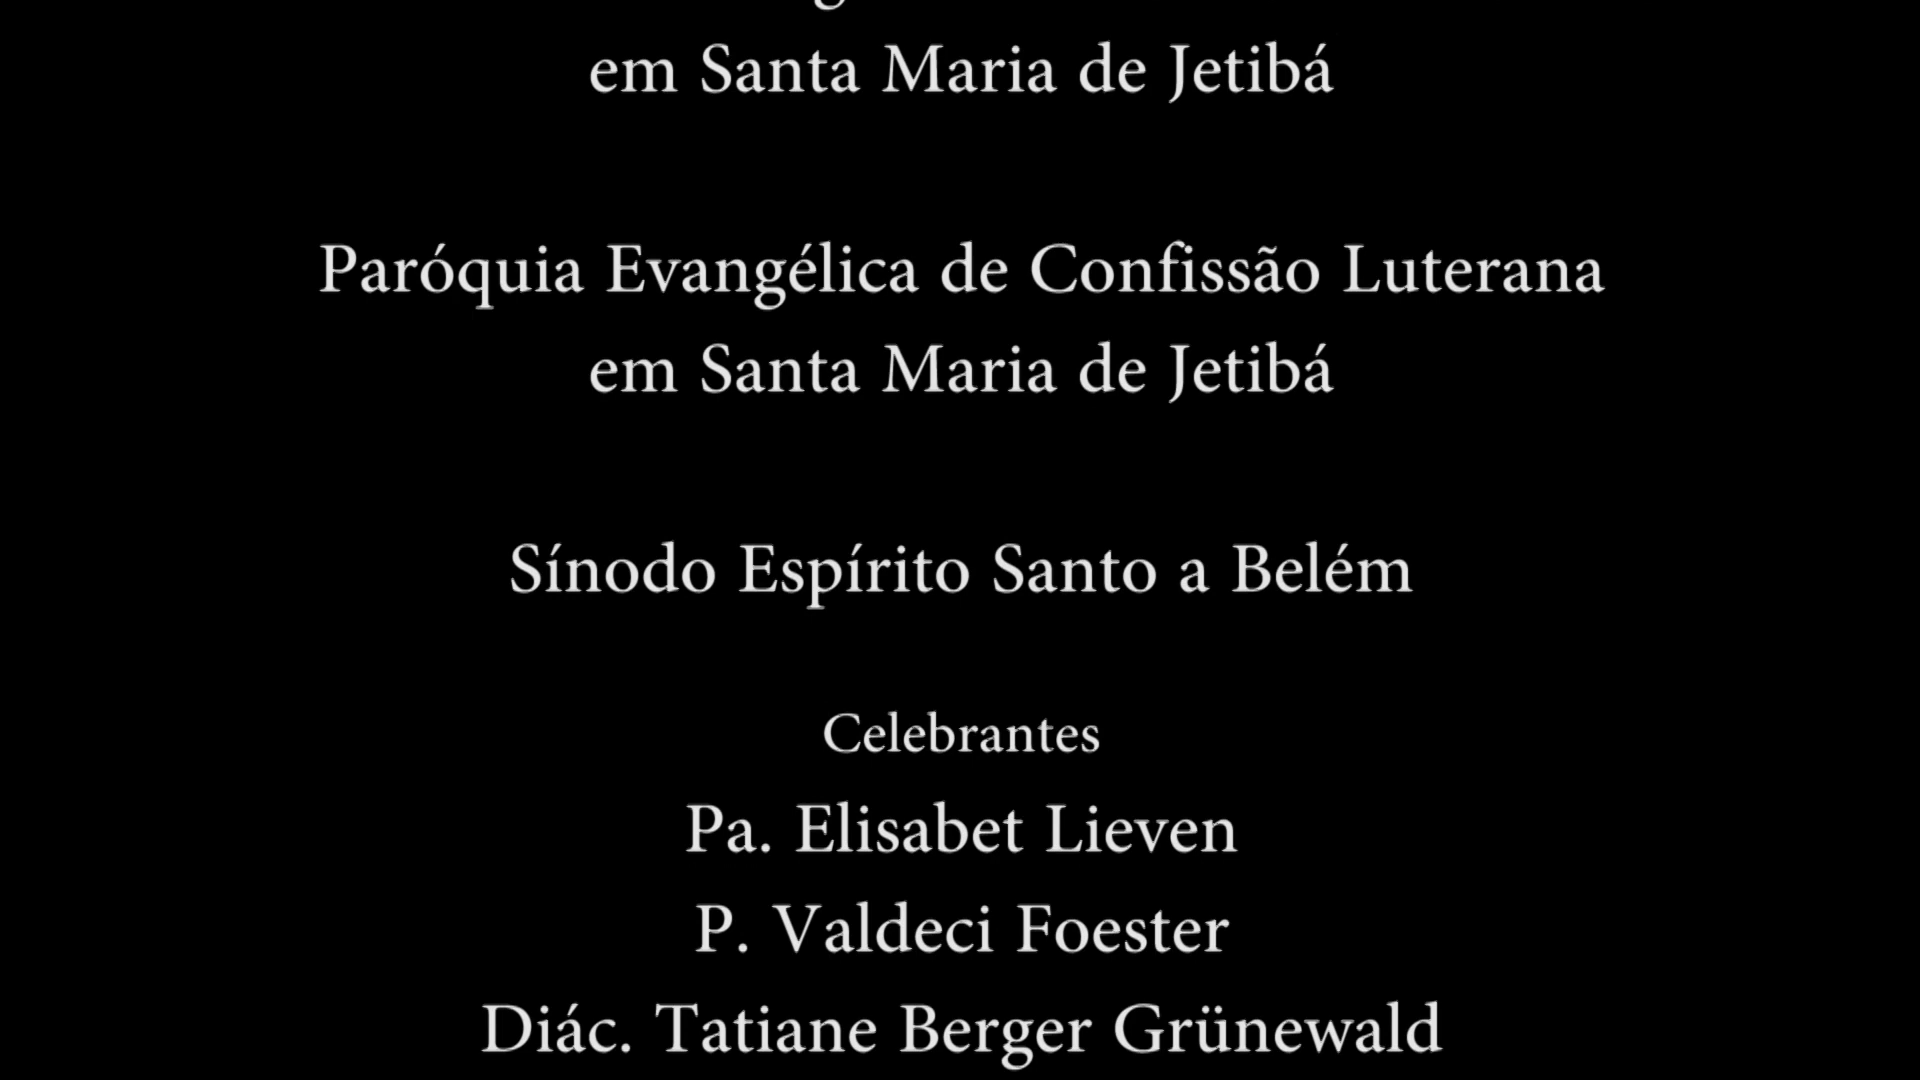 em Santa Maria de Jetibá
Paróquia Evangélica de Confissão Luterana
em Santa Maria de Jetibá
Sínodo Espírito Santo a Belém
Celebrantes
Pa. Elisabet Lieven
P. Valdeci Foester
Diác. Tatiane Berger Grünewald